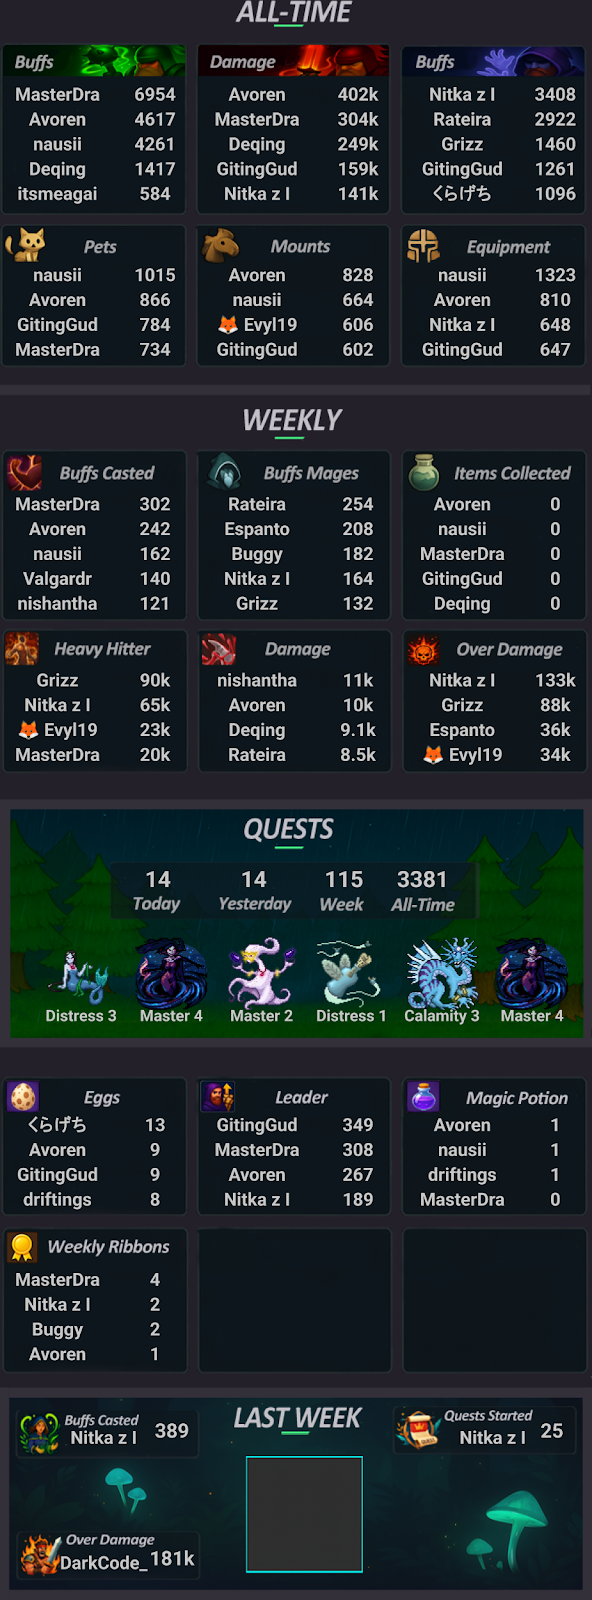 ALL-TIME
Buffs
MasterDra 6954
Avoren 4617
nausii 4261
Deqing 1417
itsmeagai 584
Damage
Avoren 402k
MasterDra 304k
Deqing 249k
GitingGud 159k
Nitka z I 141k
Buffs
Nitka z I 3408
Rateira 2922
Grizz 1460
GitingGud 1261
くらげち 1096
Pets
nausii 1015
Avoren 866
GitingGud 784
MasterDra 734
Mounts
Avoren 828
nausii 664
🦊 Evyl19 606
GitingGud 602
Equipment
nausii 1323
Avoren 810
Nitka z I 648
GitingGud 647
WEEKLY
Buffs Casted
MasterDra 302
Avoren 242
nausii 162
Valgardr 140
nishantha 121
Buffs Mages
Rateira 254
Espanto 208
Buggy 182
Nitka z I 164
Grizz 132
Items Collected
Avoren 0
nausii 0
MasterDra 0
GitingGud 0
Deqing 0
Heavy Hitter
Grizz 90k
Nitka z I 65k
🦊 Evyl19 23k
MasterDra 20k
Damage
nishantha 11k
Avoren 10k
Deqing 9.1k
Rateira 8.5k
Over Damage
Nitka z I 133k
Grizz 88k
Espanto 36k
🦊 Evyl19 34k
QUESTS
14 14 115 3381
Today Yesterday Week All-Time
Distress 3 Master 4 Master 2 Distress 1 Calamity 3 Master 4
Eggs
くらげち 13
Avoren 9
GitingGud 9
driftings 8
Leader
GitingGud 349
MasterDra 308
Avoren 267
Nitka z I 189
Magic Potion
Avoren 1
nausii 1
driftings 1
MasterDra 0
Weekly Ribbons
MasterDra 4
Nitka z I 2
Buggy 2
Avoren 1
LAST WEEK
Buffs Casted
Nitka z I 389
Quests Started
Nitka z I 25
Over Damage
DarkCode_ 181k